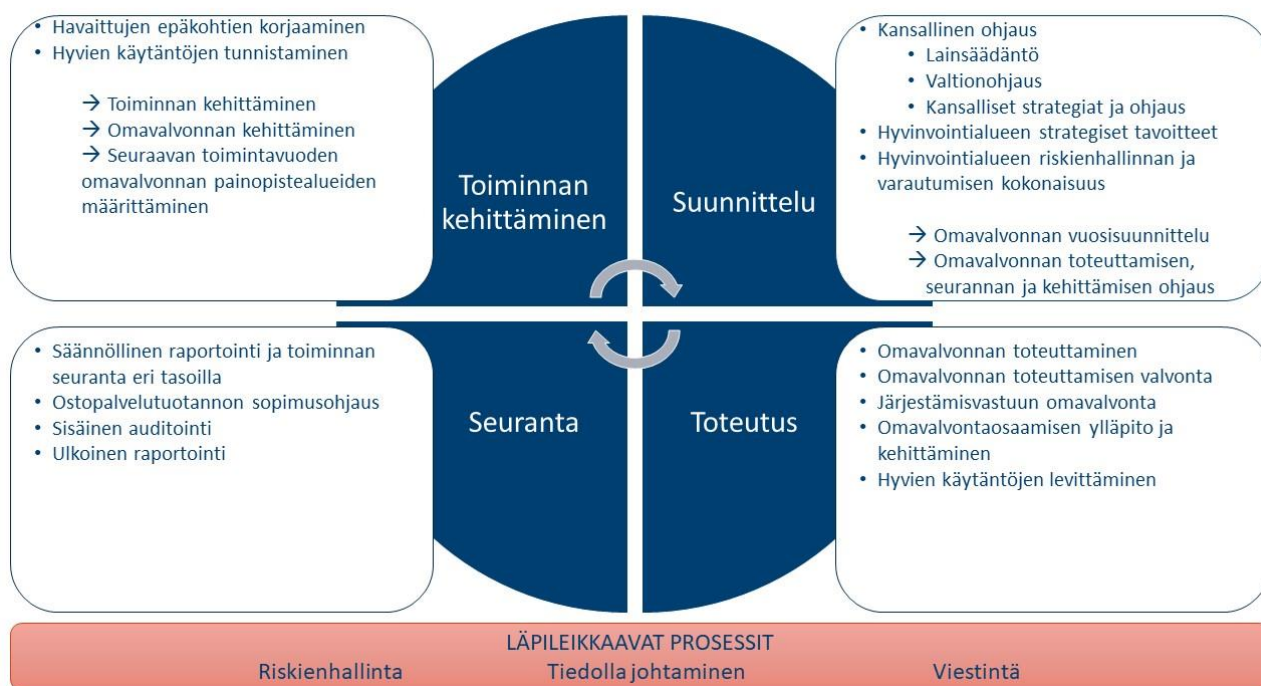 • Havaittujen epäkohtien korjaaminen
• Hyvien käytäntöjen tunnistaminen
→ Toiminnan kehittäminen
→ Omavalvonnan kehittäminen
→ Seuraavan toimintavuoden
omavalvonnan painopistealueiden
määrittäminen
Toiminnan
kehittäminen
Suunnittelu
• Kansallinen ohjaus
• Lainsäädäntö
• Valtionohjaus
• Kansalliset strategiat ja ohjaus
• Hyvinvointialueen strategiset tavoitteet
• Hyvinvointialueen riskienhallinnan ja
varautumisen kokonaisuus
→ Omavalvonnan vuosisuunnittelu
→ Omavalvonnan toteuttamisen,
seurannan ja kehittämisen ohjaus
• Säännöllinen raportointi ja toiminnan
seuranta eri tasoilla
• Ostopalvelutuotannon sopimusohjaus
• Sisäinen auditointi
• Ulkoinen raportointi
Seuranta
Toteutus
• Omavalvonnan toteuttaminen
• Omavalvonnan toteuttamisen valvonta
• Järjestämisvastuun omavalvonta
• Omavalvontaosaamisen ylläpito ja
kehittäminen
• Hyvien käytäntöjen levittäminen
LÄPILEIKKAAVAT PROSESSIT
Riskienhallinta Tiedolla johtaminen Viestintä